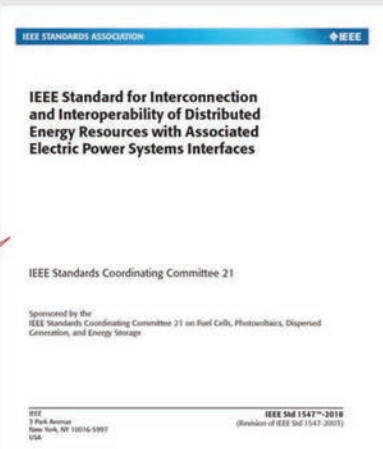 IEEE STANDARDS ASSOCIATION
IEEE
IEEE Standard for Interconnection
and Interoperability of Distributed
Energy Resources with Associated
Electric Power Systems Interfaces
IEEE Standards Coordinating Committee 21
Sponsored by the
IEEE Standards Coordinating Committee 21 on Fuel Cells, Photovoltaics, Dispersed
Generation, and Energy Storage
IEEE
3 Park Avenue
New York, NY 10016-5997
USA
IEEE Std 1547™-2018
(Revision of IEEE Std 1547-2003)